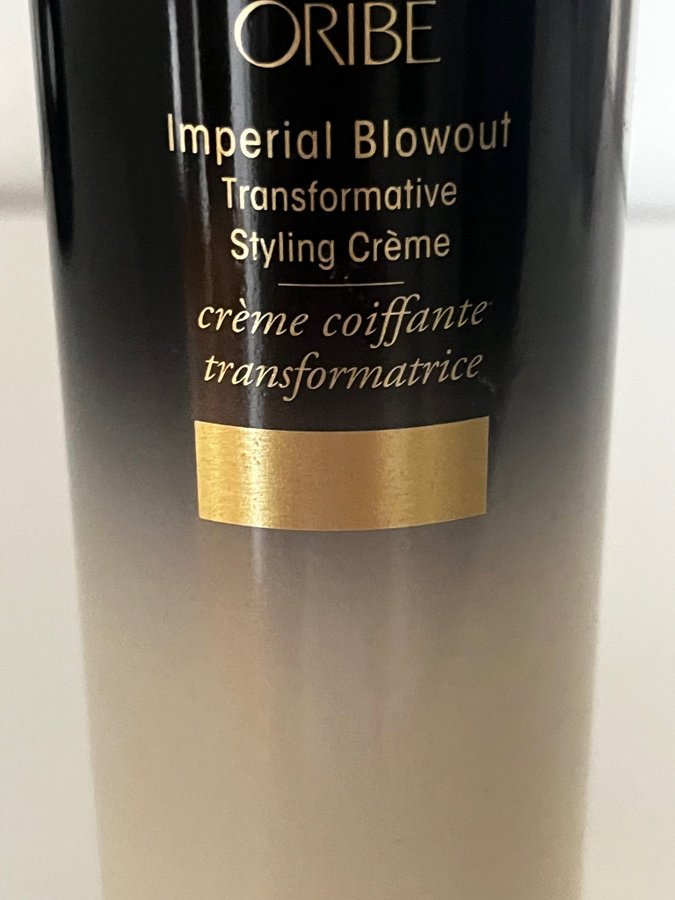 ORIBE
Imperial Blowout
Transformative
Styling Crème
crème coiffante
transformatrice